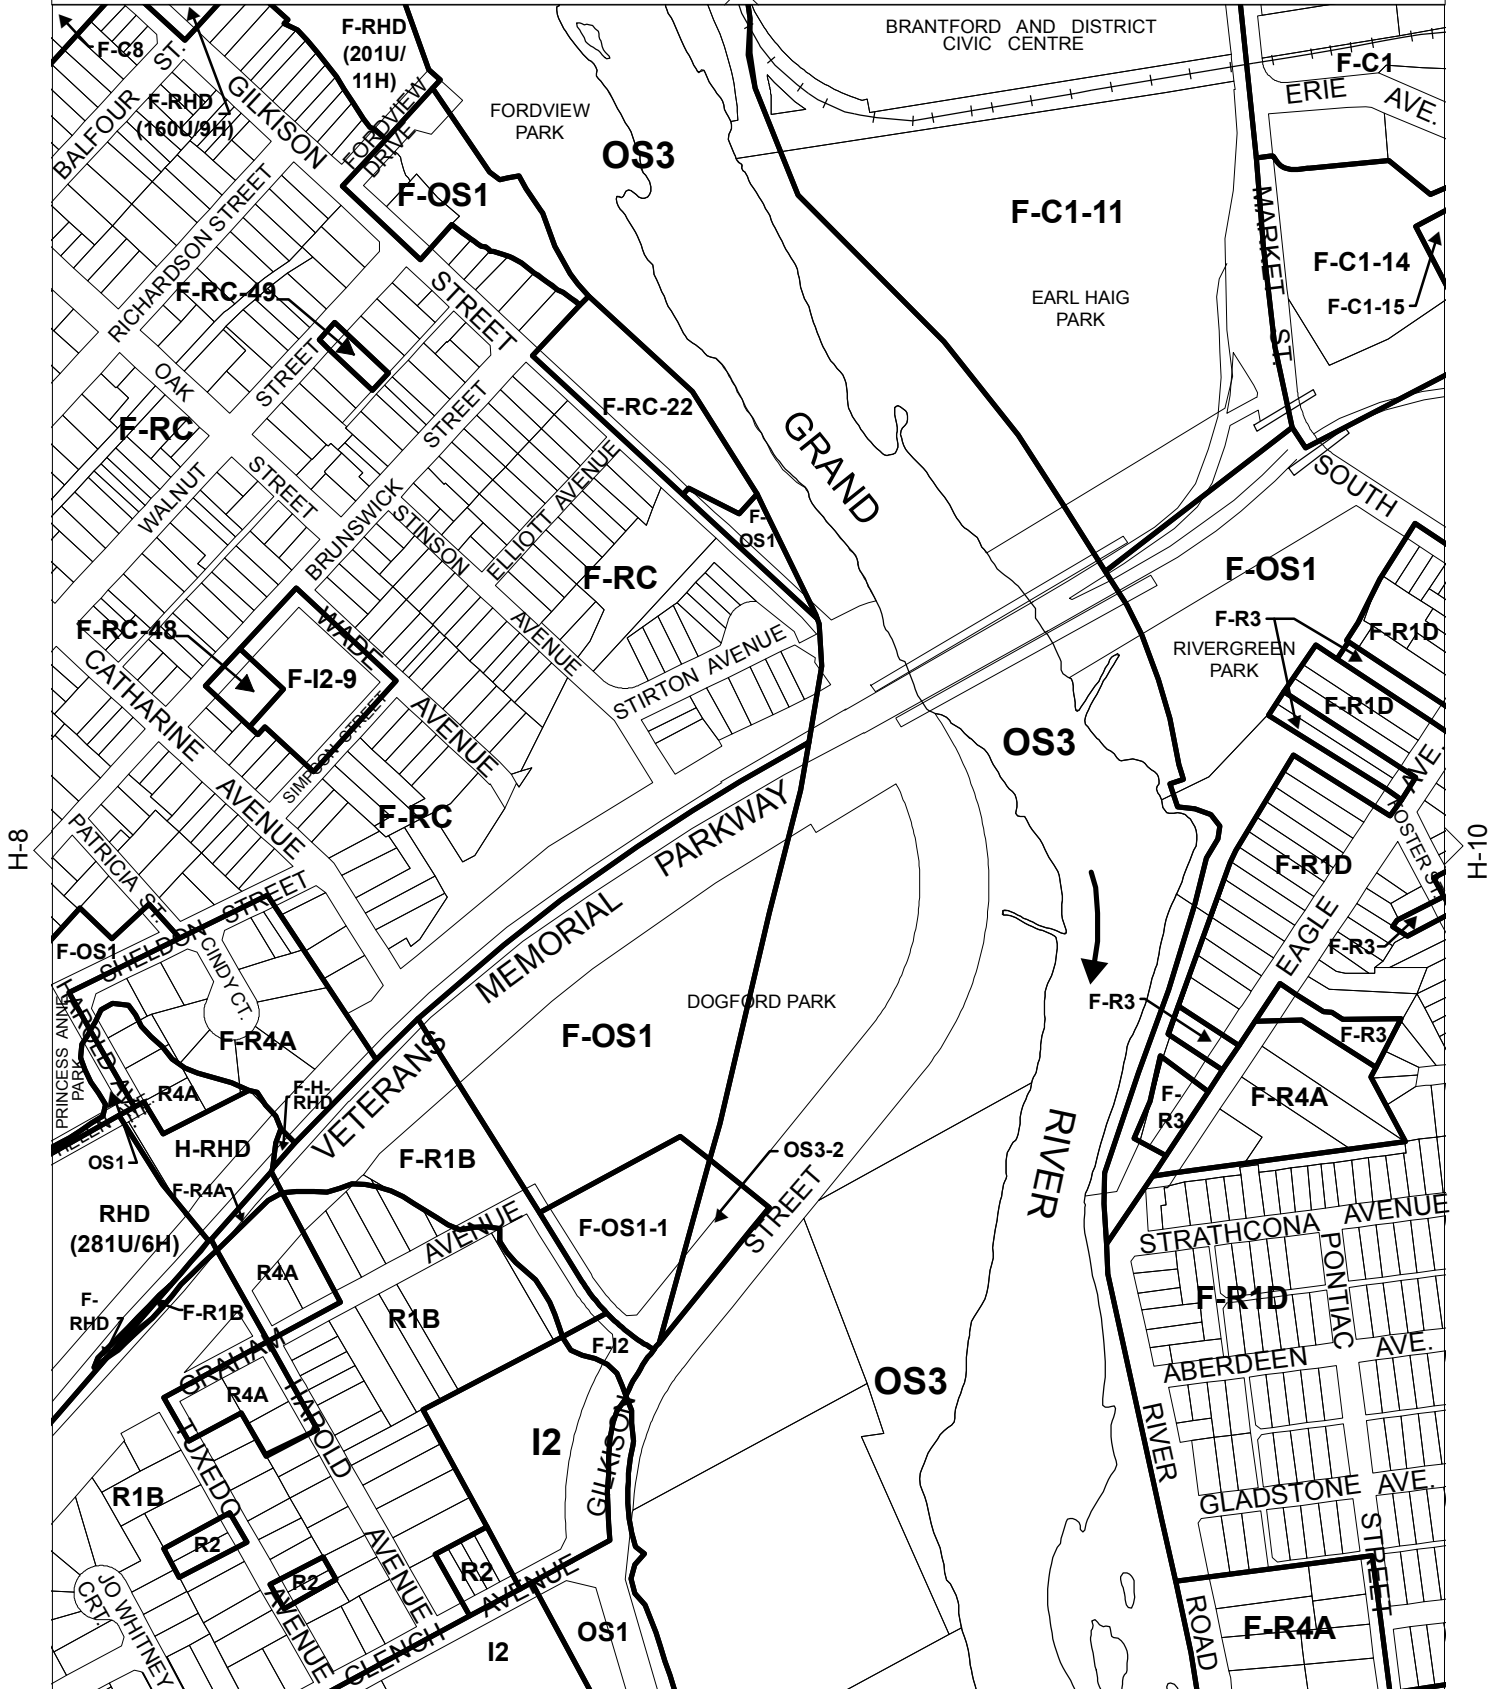 BRANTFORD AND DISTRICT
CIVIC CENTRE
F-C8
BALFOUR ST.
F-RHD
(160U/9H)
GILKISON
F-RHD
(201U/
11H)
FORDVIEW
DRIVE
FORDVIEW
PARK
OS3
F-OS1
F-C1
ERIE AVE.
F-C1-11
MARKET ST.
F-C1-14
F-C1-15
EARL HAIG
PARK
RICHARDSON STREET
F-RC-49
STREET
OAK
STREET
F-RC
WALNUT
STREET
BRUNSWICK
STREET
STINSON
AVENUE
ELLIOTT AVENUE
F-RC-22
F-
OS1
GRAND
SOUTH
F-RC
F-OS1
F-R3
F-R1D
RIVERGREEN
PARK
F-R1D
F-RC-48
F-I2-9
WADE
AVENUE
SIMPSON STREET
CATHARINE
AVENUE
STIRTON AVENUE
OS3
F-RC
H-8
PATRICIA ST.
VETERANS
MEMORIAL
PARKWAY
AVE.
FOSTER ST.
H-10
F-R1D
EAGLE
F-R3
F-OS1
SHELDON STREET
CINDY CT.
PRINCESS ANNE
PARK
HAROLD AVE.
HELEN AVE.
F-R4A
R4A
F-H-
RHD
H-RHD
OS1
DOGFORD PARK
F-OS1
F-R3
F-R3
F-R4A
F-
R3
RIVER
F-R1B
OS3-2
F-R4A
RHD
(281U/6H)
F-OS1-1
STREET
AVENUE
R4A
F-
RHD
F-R1B
R1B
F-I2
GRAHAM
R4A
STRATHCONA AVENUE
PONTIAC
F-R1D
ABERDEEN AVE.
OS3
HAROLD
TUXEDO
I2
GILKISON
RIVER
GLADSTONE AVE.
STREET
R1B
R2
R2
AVENUE
R2
JO WHITNEY
CRT.
AVENUE
CLENCH AVENUE
I2
OS1
ROAD
F-R4A